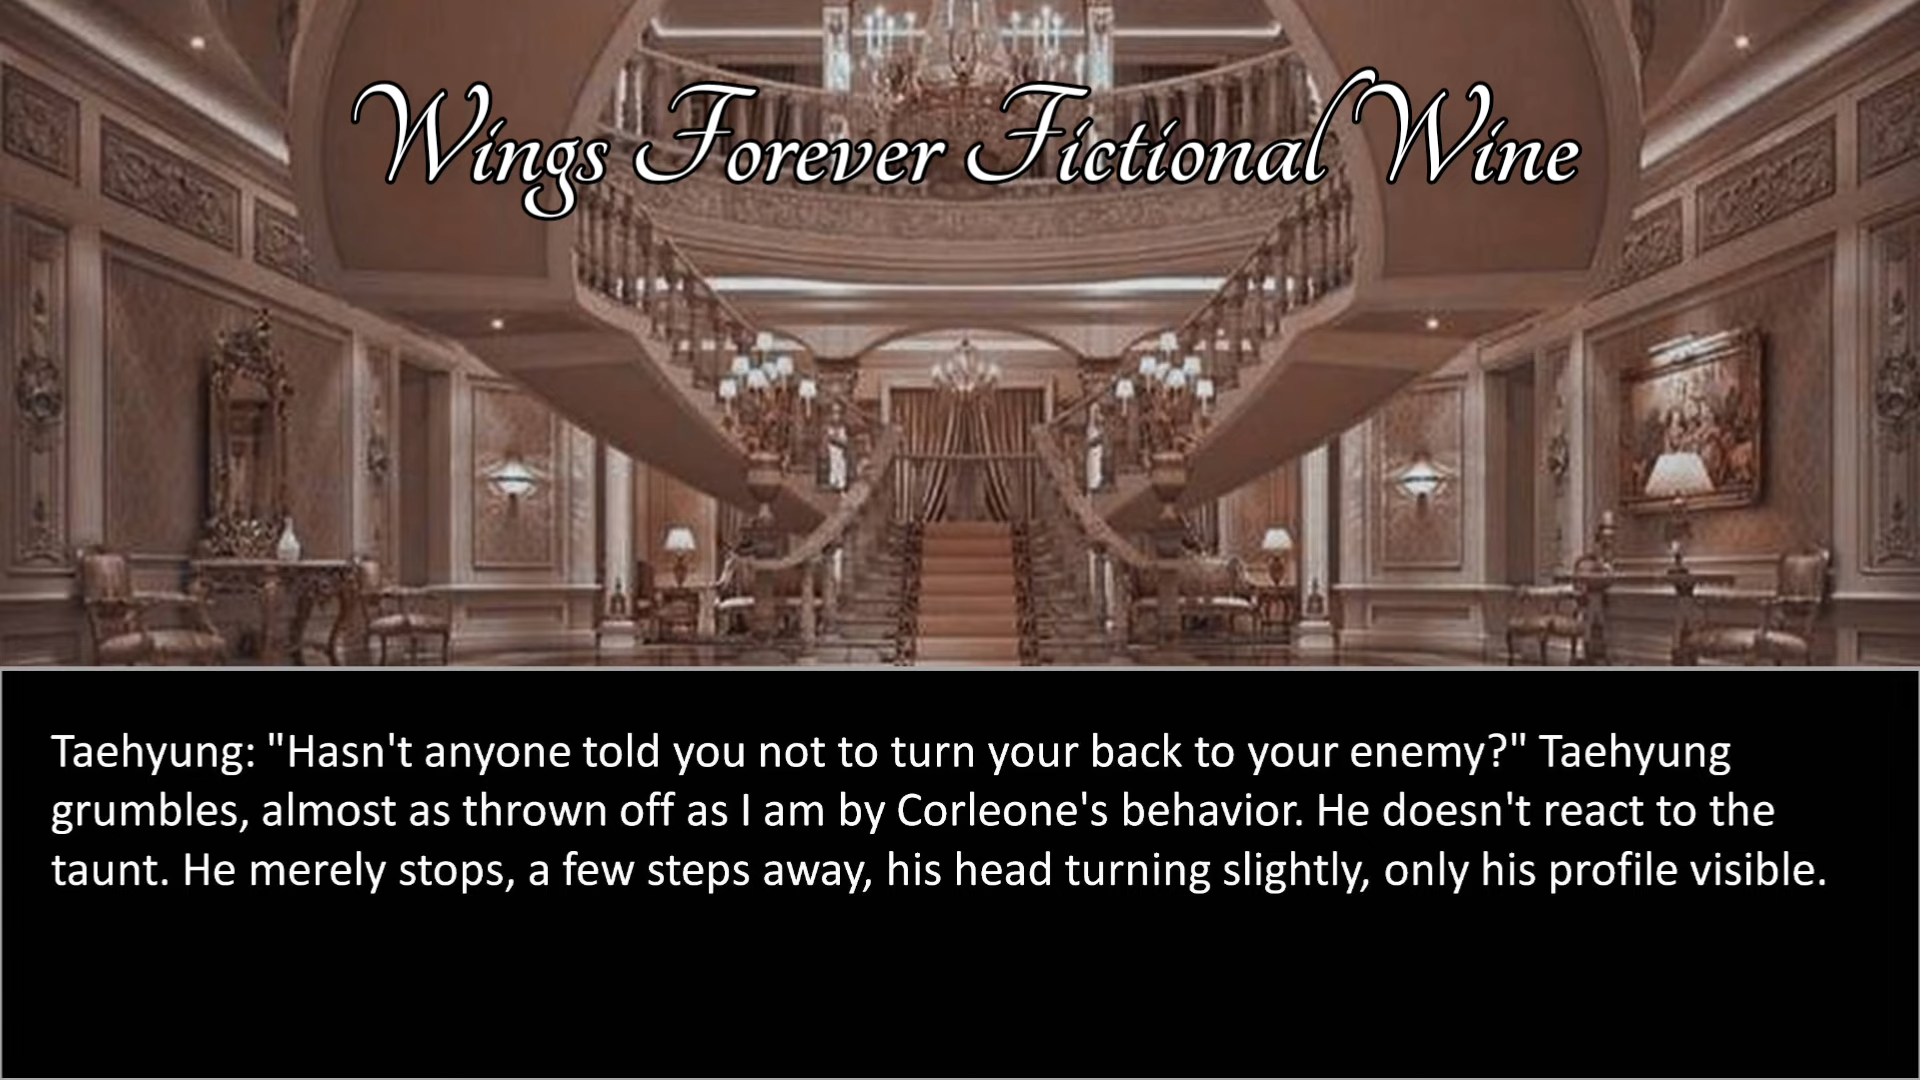 Wings Forever Fictional Wine
Taehyung: "Hasn't anyone told you not to turn your back to your enemy?" Taehyung
grumbles, almost as thrown off as I am by Corleone's behavior. He doesn't react to the
taunt. He merely stops, a few steps away, his head turning slightly, only his profile visible.